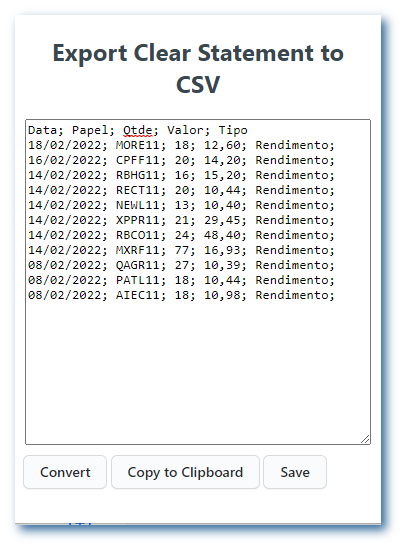 Export Clear Statement to
CSV
Data; Papel; Qtde; Valor; Tipo
18/02/2022; MORE11; 18; 12,60; Rendimento;
16/02/2022; CPFF11; 20; 14,20; Rendimento;
14/02/2022; RBHG11; 16; 15,20; Rendimento;
14/02/2022; RECT11; 20; 10,44; Rendimento;
14/02/2022; NEWL11; 13; 10,40; Rendimento;
14/02/2022; XPPR11; 21; 29,45; Rendimento;
14/02/2022; RBCO11; 24; 48,40; Rendimento;
14/02/2022; MXRF11; 77; 16,93; Rendimento;
08/02/2022; QAGR11; 27; 10,39; Rendimento;
08/02/2022; PATL11; 18; 10,44; Rendimento;
08/02/2022; AIEC11; 18; 10,98; Rendimento;
Convert Copy to Clipboard Save